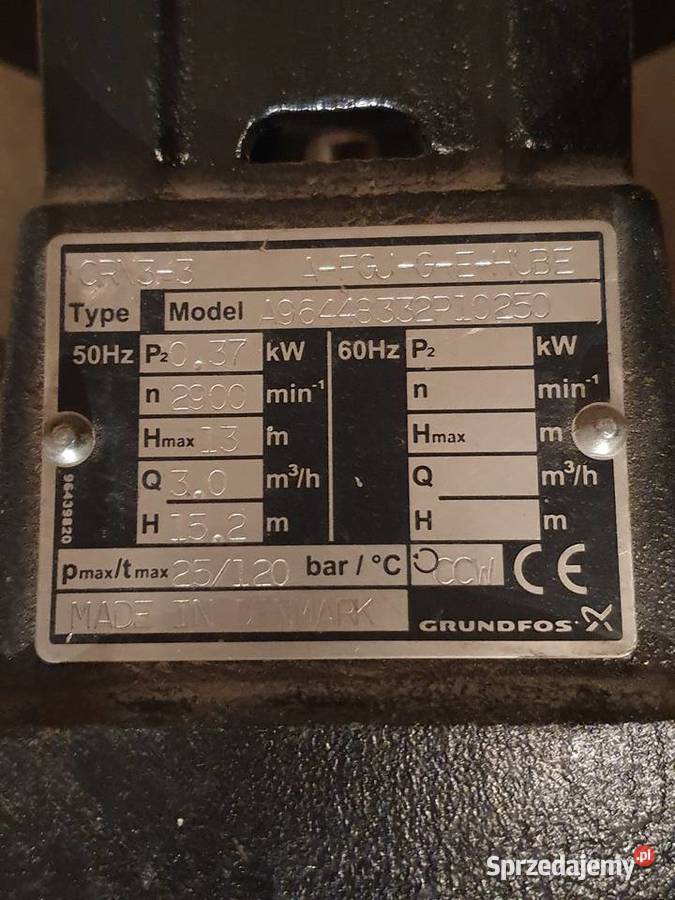 CRN3-3 A-FGJ-G-E-HUBE
Type Model A96448332P10250
50Hz P2 0,37 kW 60Hz P2 kW
n 2900 min-1 n min-1
Hmax 13 m Hmax m
Q 3.0 m³/h Q m³/h
H 15.2 m H m
96439820
pmax/tmax 25/120 bar / °C CCW CE
MADE IN DENMARK GRUNDFOS
Sprzedajemy.pl